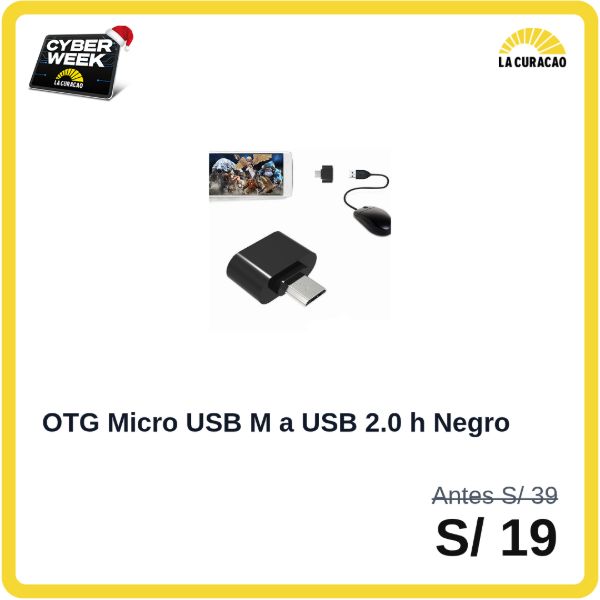 CYBER
WEEK
LA CURACAO
LA CURACAO
OTG Micro USB M a USB 2.0 h Negro
Antes S/ 39
S/ 19